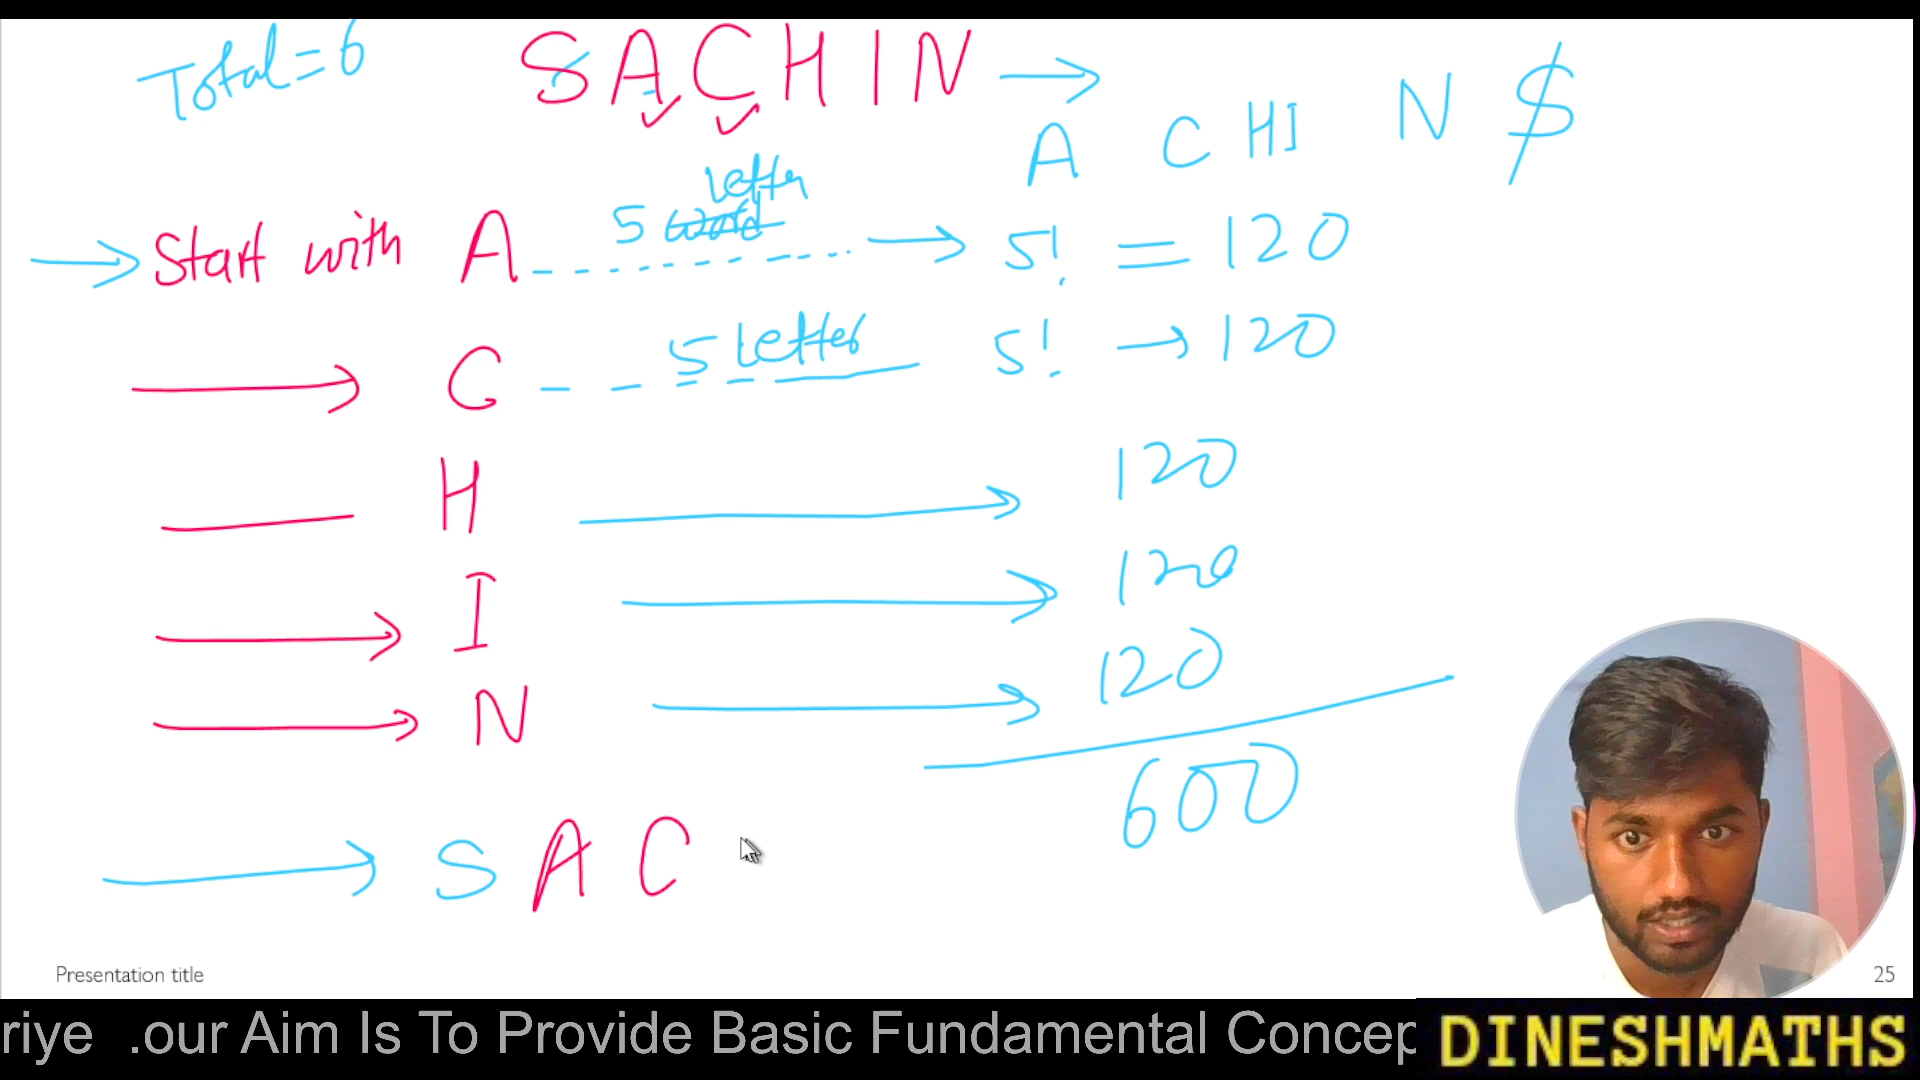 Total = 6 SACHIN →
A C HI N S
letter
→ Start with A 5 word → 5! = 120
→ C 5 Letter 5! → 120
H → 120
→ I → 120
→ N → 120
600
→ S A C
Presentation title
25
riye .our Aim Is To Provide Basic Fundamental Concep
DINESHMATHS